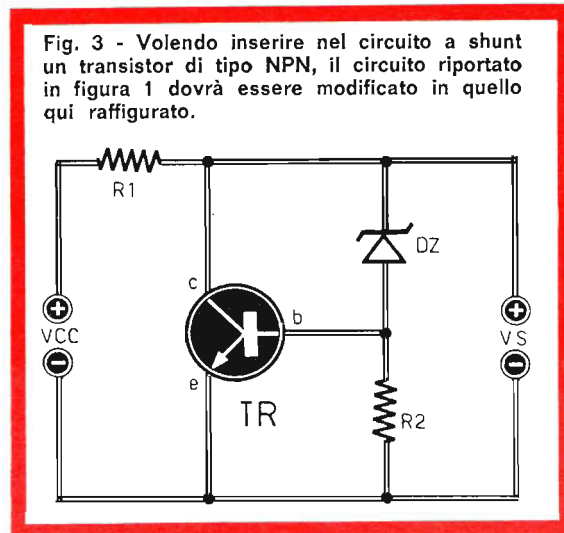 Fig. 3 - Volendo inserire nel circuito a shunt
un transistor di tipo NPN, il circuito riportato
in figura 1 dovrà essere modificato in quello
qui raffigurato.
R1
DZ
c
b
+
+
VCC
VS
-
-
e
TR
R2